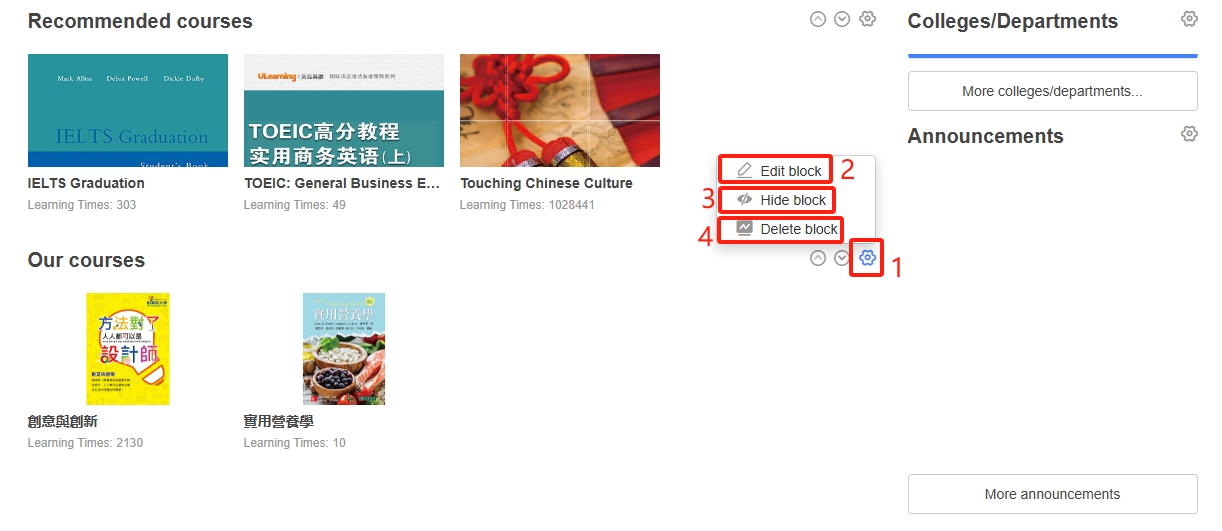 Recommended courses
Colleges/Departments
More colleges/departments...
Mark Allen Debra Powell Dickie Dolby
IELTS Graduation
Student's Book
ULearning
TOEIC高分教程
实用商务英语(上)
IELTS Graduation
Learning Times: 303
TOEIC: General Business E...
Learning Times: 49
Touching Chinese Culture
Learning Times: 1028441
Announcements
Edit block
2
3
Hide block
4
Delete block
1
Our courses
方法對了
人人都可以是
設計師
實用營養學
創意與創新
Learning Times: 2130
實用營養學
Learning Times: 10
More announcements